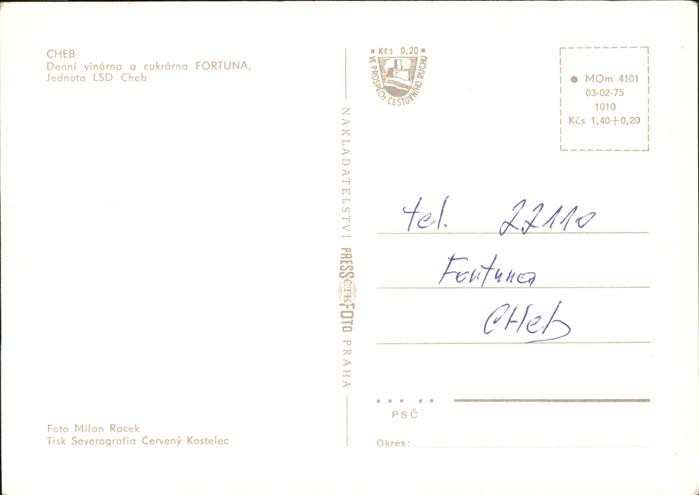 CHEB
Denní vinárna a cukrárna FORTUNA,
Jednota LSD Cheb
Kčs 0,20
VE PROSPĚCH CESTOVNÍHO RUCHU
MOm 4101
03-02-75
1010
Kčs 1,40+0,20
NAKLADATELSTVÍ PRESSFOTO PRAHA
ČTK
tel. 22110
Fortuna
CHeb
PSČ
Okres:
Foto Milan Racek
Tisk Severografia Červený Kostelec